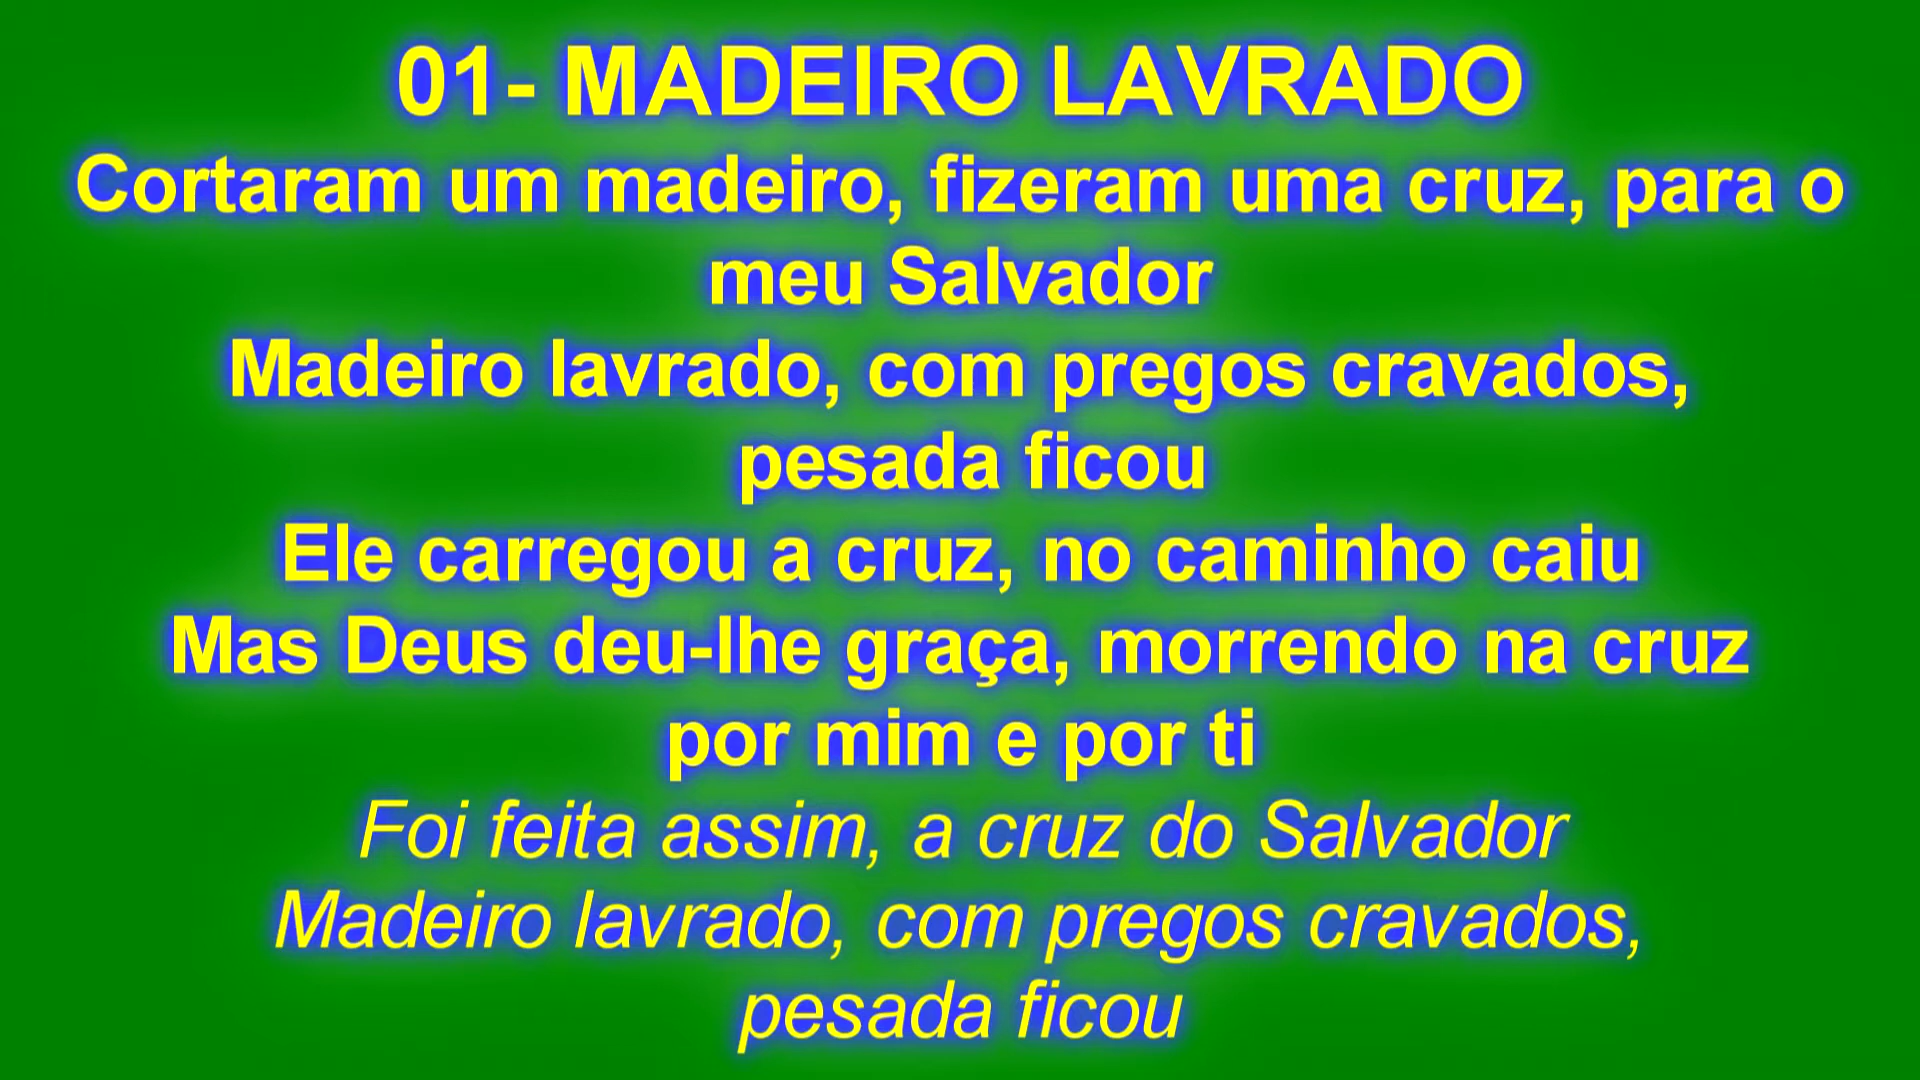 01- MADEIRO LAVRADO
Cortaram um madeiro, fizeram uma cruz, para o
meu Salvador
Madeiro lavrado, com pregos cravados,
pesada ficou
Ele carregou a cruz, no caminho caiu
Mas Deus deu-lhe graça, morrendo na cruz
por mim e por ti
Foi feita assim, a cruz do Salvador
Madeiro lavrado, com pregos cravados,
pesada ficou